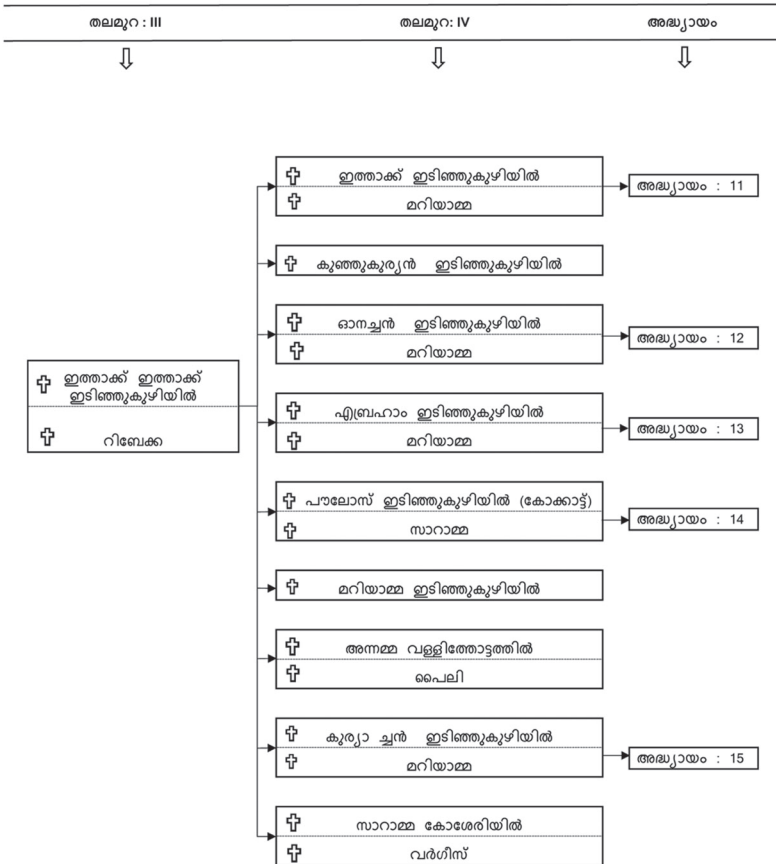 തലമുറ : III തലമുറ: IV അദ്ധ്യായം
ഇത്താക്ക് ഇത്താക്ക്
ഇടിഞ്ഞുകുഴിയിൽ
റിബേക്ക
ഇത്താക്ക് ഇടിഞ്ഞുകുഴിയിൽ
മറിയാമ്മ
അദ്ധ്യായം : 11
കുഞ്ഞുകുര്യൻ ഇടിഞ്ഞുകുഴിയിൽ
ഓനച്ചൻ ഇടിഞ്ഞുകുഴിയിൽ
മറിയാമ്മ
അദ്ധ്യായം : 12
എബ്രഹാം ഇടിഞ്ഞുകുഴിയിൽ
മറിയാമ്മ
അദ്ധ്യായം : 13
പൗലോസ് ഇടിഞ്ഞുകുഴിയിൽ (കോക്കാട്ട്)
സാറാമ്മ
അദ്ധ്യായം : 14
മറിയാമ്മ ഇടിഞ്ഞുകുഴിയിൽ
അന്നമ്മ വള്ളിത്തോട്ടത്തിൽ
പൈലി
കുര്യാ ച്ചൻ ഇടിഞ്ഞുകുഴിയിൽ
മറിയാമ്മ
അദ്ധ്യായം : 15
സാറാമ്മ കോശേരിയിൽ
വർഗീസ്